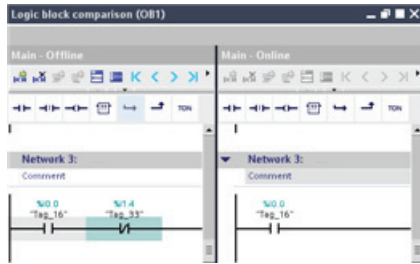 Logic block comparison (OB1)
Main - Offline
Main - Online
TON
TON
Network 3:
Comment
%I0.0
"Tag_16"
%I1.4
"Tag_33"
Network 3:
Comment
%I0.0
"Tag_16"